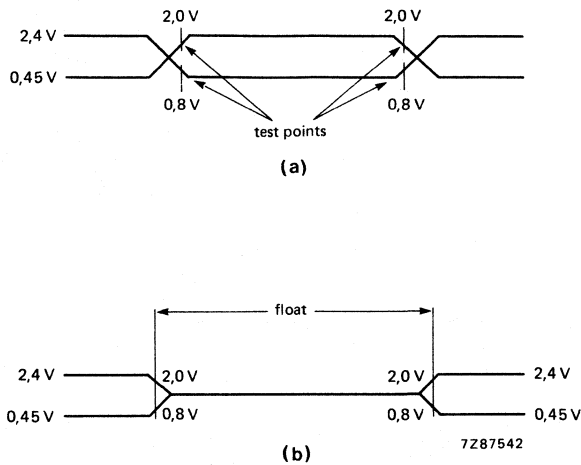 2,0 V 2,0 V
2,4 V
0,45 V
0,8 V 0,8 V
test points
(a)
float
2,4 V 2,0 V 2,0 V 2,4 V
0,45 V 0,8 V 0,8 V 0,45 V
(b)
7Z87542